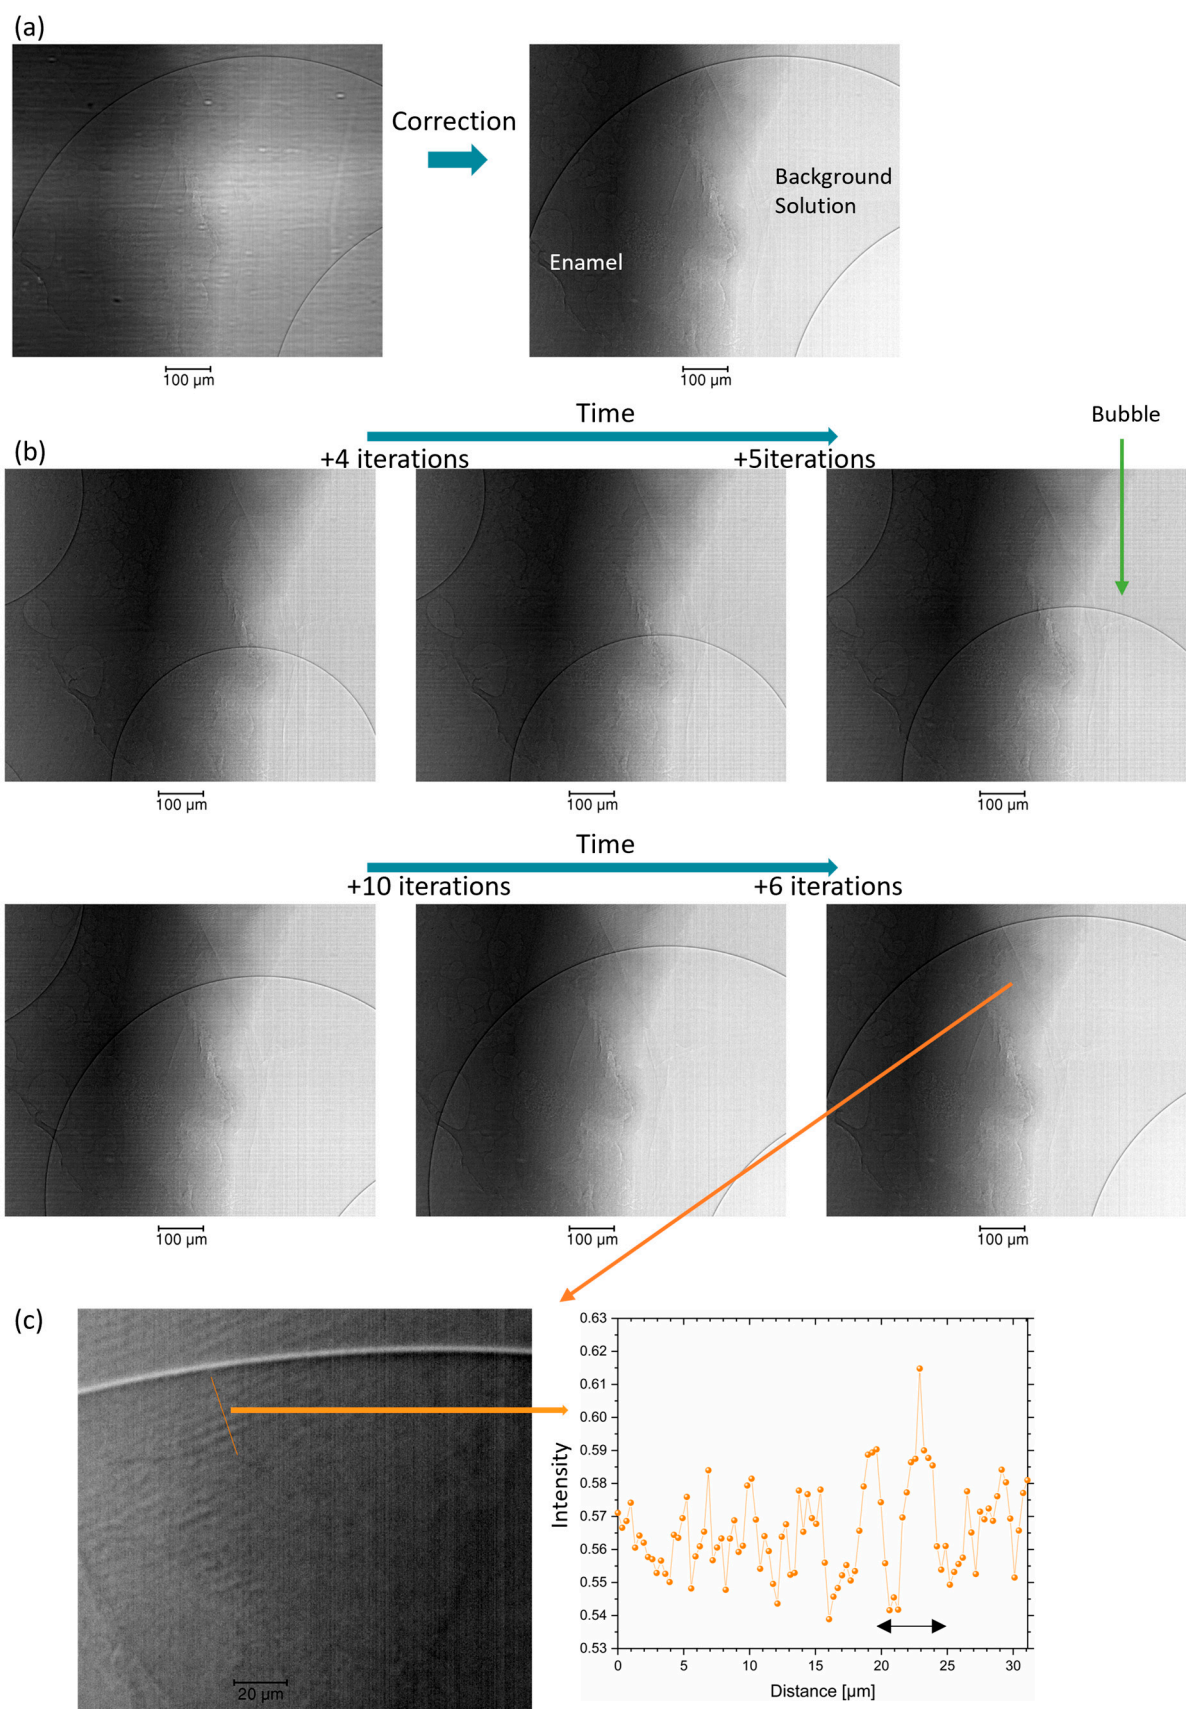 (a)
Correction
Background
Solution
Enamel
100 µm
100 µm
Time
Bubble
(b)
+4 iterations
+5iterations
100 µm
100 µm
100 µm
Time
+10 iterations
+6 iterations
100 µm
100 µm
100 µm
(c)
20 µm
0.63
0.62
0.61
0.60
0.59
0.58
0.57
0.56
0.55
0.54
0.53
Intensity
0 5 10 15 20 25 30
Distance [µm]